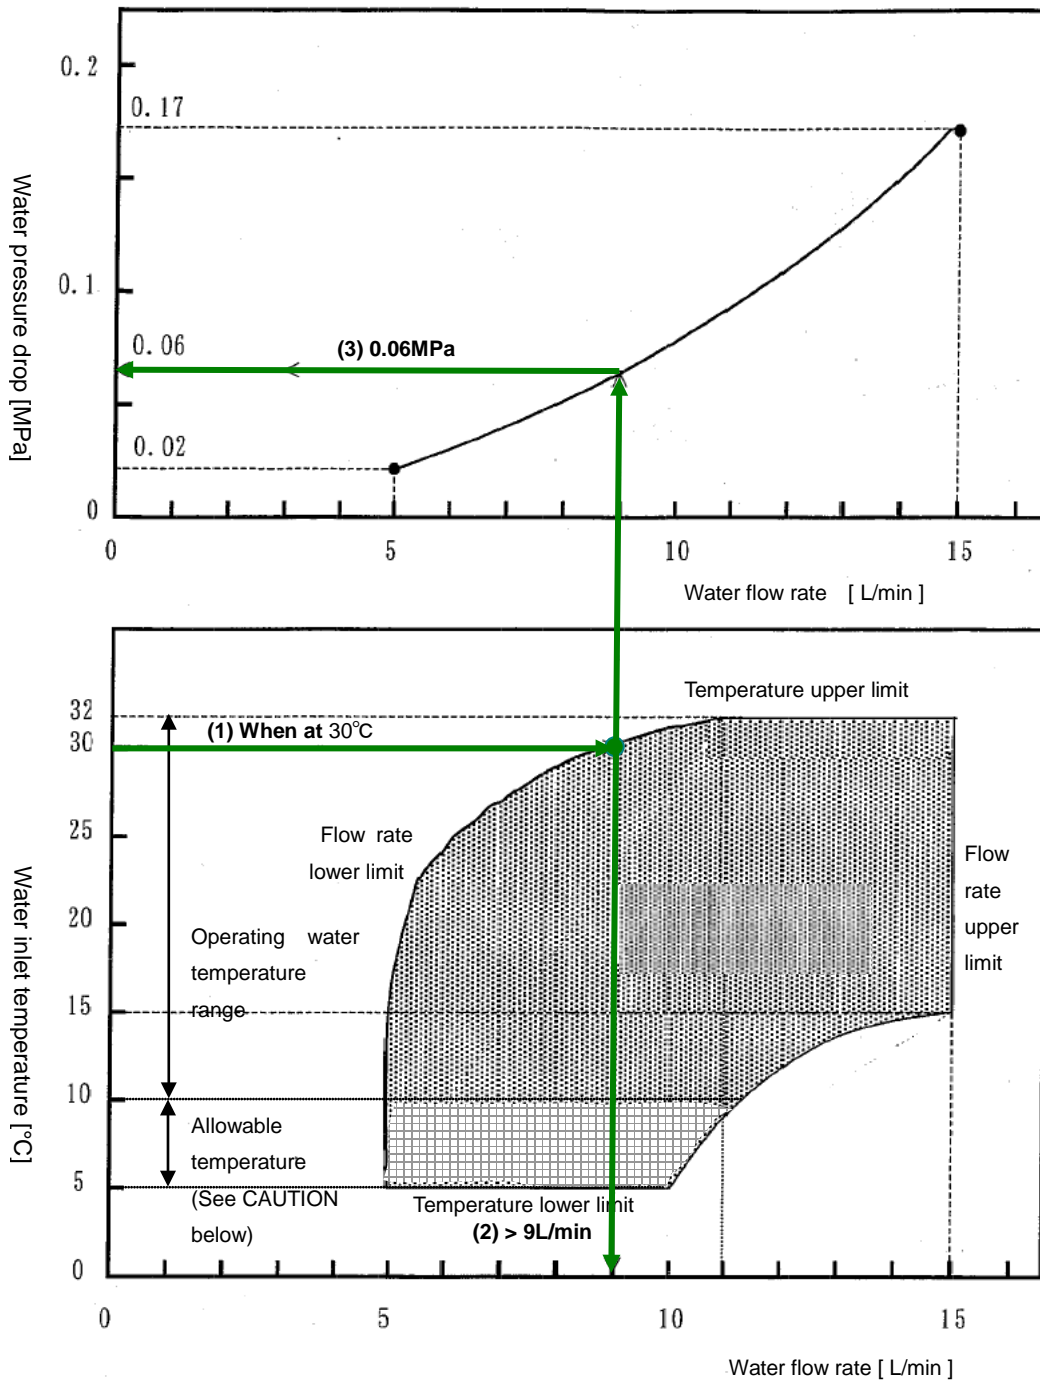 0.2
0.17
0.1
0.06
(3) 0.06MPa
0.02
0
0
5
10
15
Water pressure drop [MPa]
Water flow rate [ L/min ]
Temperature upper limit
32
30
(1) When at 30°C
25
Flow rate
lower limit
Flow
rate
upper
limit
20
Operating water
temperature
range
15
10
Allowable
temperature
(See CAUTION
below)
5
Temperature lower limit
(2) > 9L/min
0
0
5
10
15
Water inlet temperature [°C]
Water flow rate [ L/min ]